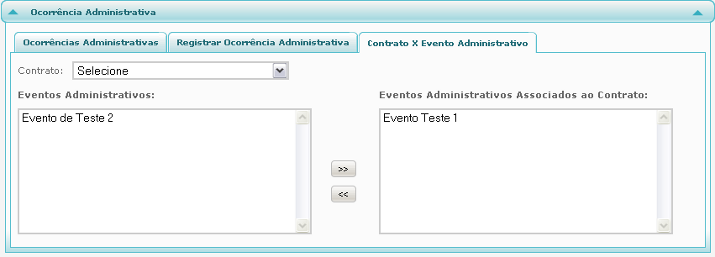 Ocorrência Administrativa
Ocorrências Administrativas Registrar Ocorrência Administrativa Contrato X Evento Administrativo
Contrato: Selecione
Eventos Administrativos: Eventos Administrativos Associados ao Contrato:
Evento de Teste 2 Evento Teste 1
>>
<<